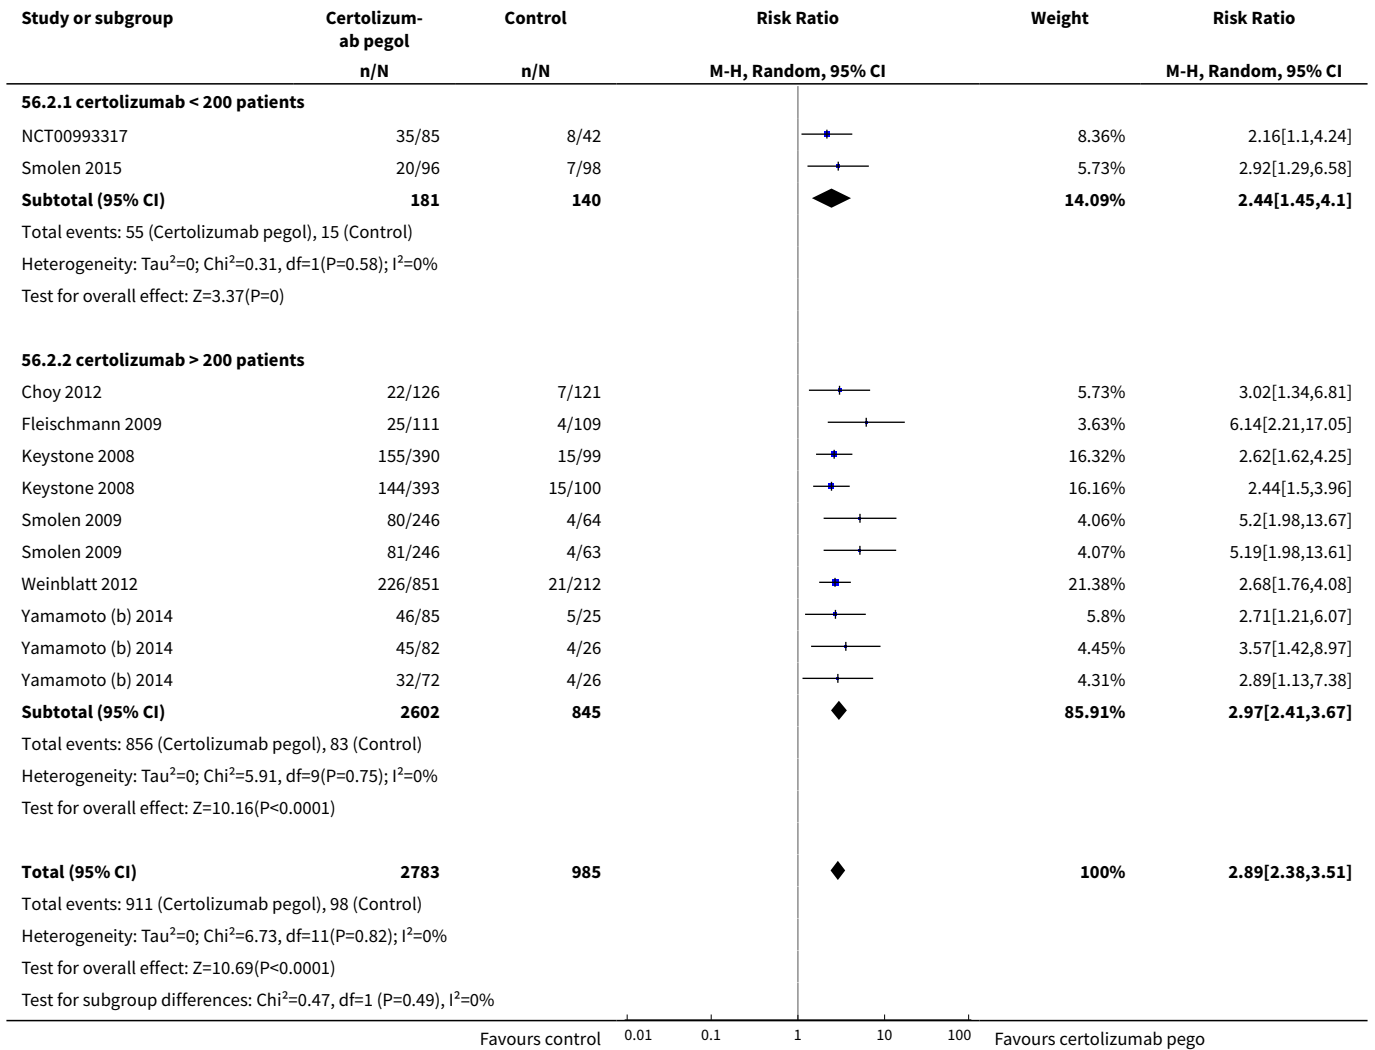 Study or subgroup Certolizum- Control Risk Ratio Weight Risk Ratio
ab pegol
n/N n/N M-H, Random, 95% CI M-H, Random, 95% CI
56.2.1 certolizumab < 200 patients
NCT00993317 35/85 8/42 8.36% 2.16[1.1,4.24]
Smolen 2015 20/96 7/98 5.73% 2.92[1.29,6.58]
Subtotal (95% CI) 181 140 14.09% 2.44[1.45,4.1]
Total events: 55 (Certolizumab pegol), 15 (Control)
Heterogeneity: Tau²=0; Chi²=0.31, df=1(P=0.58); I²=0%
Test for overall effect: Z=3.37(P=0)
56.2.2 certolizumab > 200 patients
Choy 2012 22/126 7/121 5.73% 3.02[1.34,6.81]
Fleischmann 2009 25/111 4/109 3.63% 6.14[2.21,17.05]
Keystone 2008 155/390 15/99 16.32% 2.62[1.62,4.25]
Keystone 2008 144/393 15/100 16.16% 2.44[1.5,3.96]
Smolen 2009 80/246 4/64 4.06% 5.2[1.98,13.67]
Smolen 2009 81/246 4/63 4.07% 5.19[1.98,13.61]
Weinblatt 2012 226/851 21/212 21.38% 2.68[1.76,4.08]
Yamamoto (b) 2014 46/85 5/25 5.8% 2.71[1.21,6.07]
Yamamoto (b) 2014 45/82 4/26 4.45% 3.57[1.42,8.97]
Yamamoto (b) 2014 32/72 4/26 4.31% 2.89[1.13,7.38]
Subtotal (95% CI) 2602 845 85.91% 2.97[2.41,3.67]
Total events: 856 (Certolizumab pegol), 83 (Control)
Heterogeneity: Tau²=0; Chi²=5.91, df=9(P=0.75); I²=0%
Test for overall effect: Z=10.16(P<0.0001)
Total (95% CI) 2783 985 100% 2.89[2.38,3.51]
Total events: 911 (Certolizumab pegol), 98 (Control)
Heterogeneity: Tau²=0; Chi²=6.73, df=11(P=0.82); I²=0%
Test for overall effect: Z=10.69(P<0.0001)
Test for subgroup differences: Chi²=0.47, df=1 (P=0.49), I²=0%
Favours control 0.01 0.1 1 10 100 Favours certolizumab pego